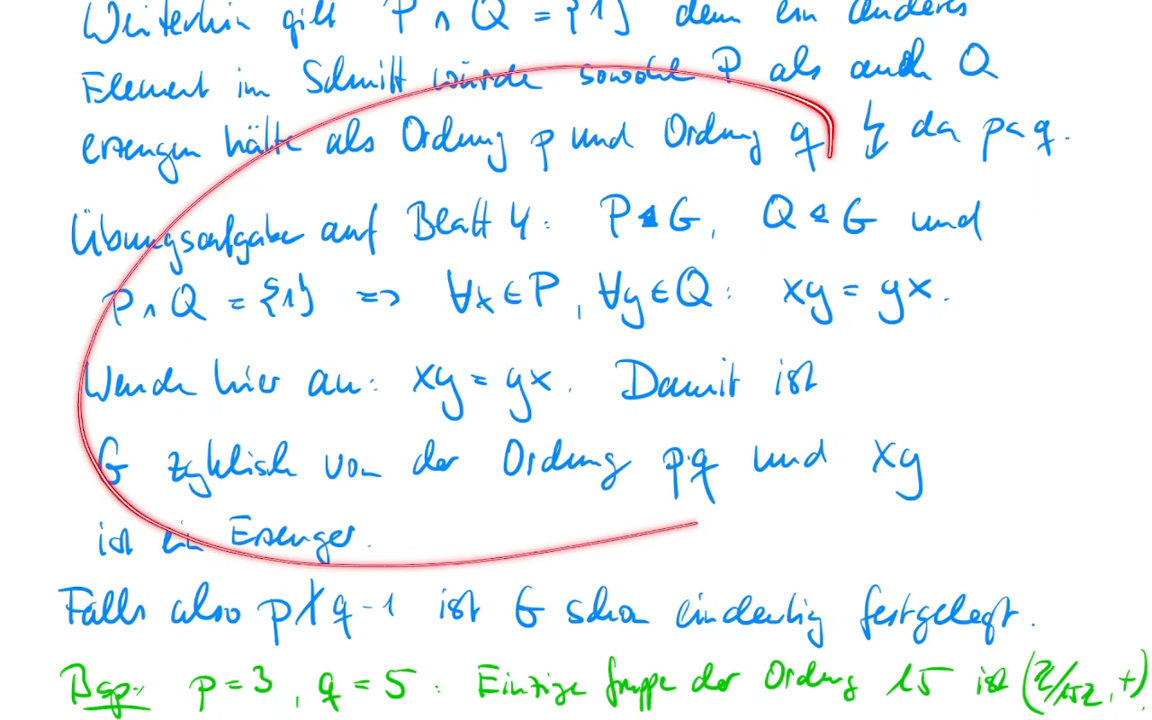 Weiterhin gilt P ∩ Q = {1} denn ein anderes
Element im Schnitt würde sowohl P als auch Q
erzeugen hätte als Ordnung p und Ordnung q ↯ da p<q.
Übungsaufgabe auf Blatt 4: P ⊴ G, Q ⊴ G und
P ∩ Q = {1} => ∀x∈P, ∀y∈Q: xy = yx.
Wende hier an: xy = yx. Damit ist
G zyklisch von der Ordnung p·q und xy
ist ein Erzeuger.
Falls also p∤q-1 ist G schon eindeutig festgelegt.
Bsp: p=3, q=5: Einzige Gruppe der Ordnung 15 ist (Z/15Z,+).